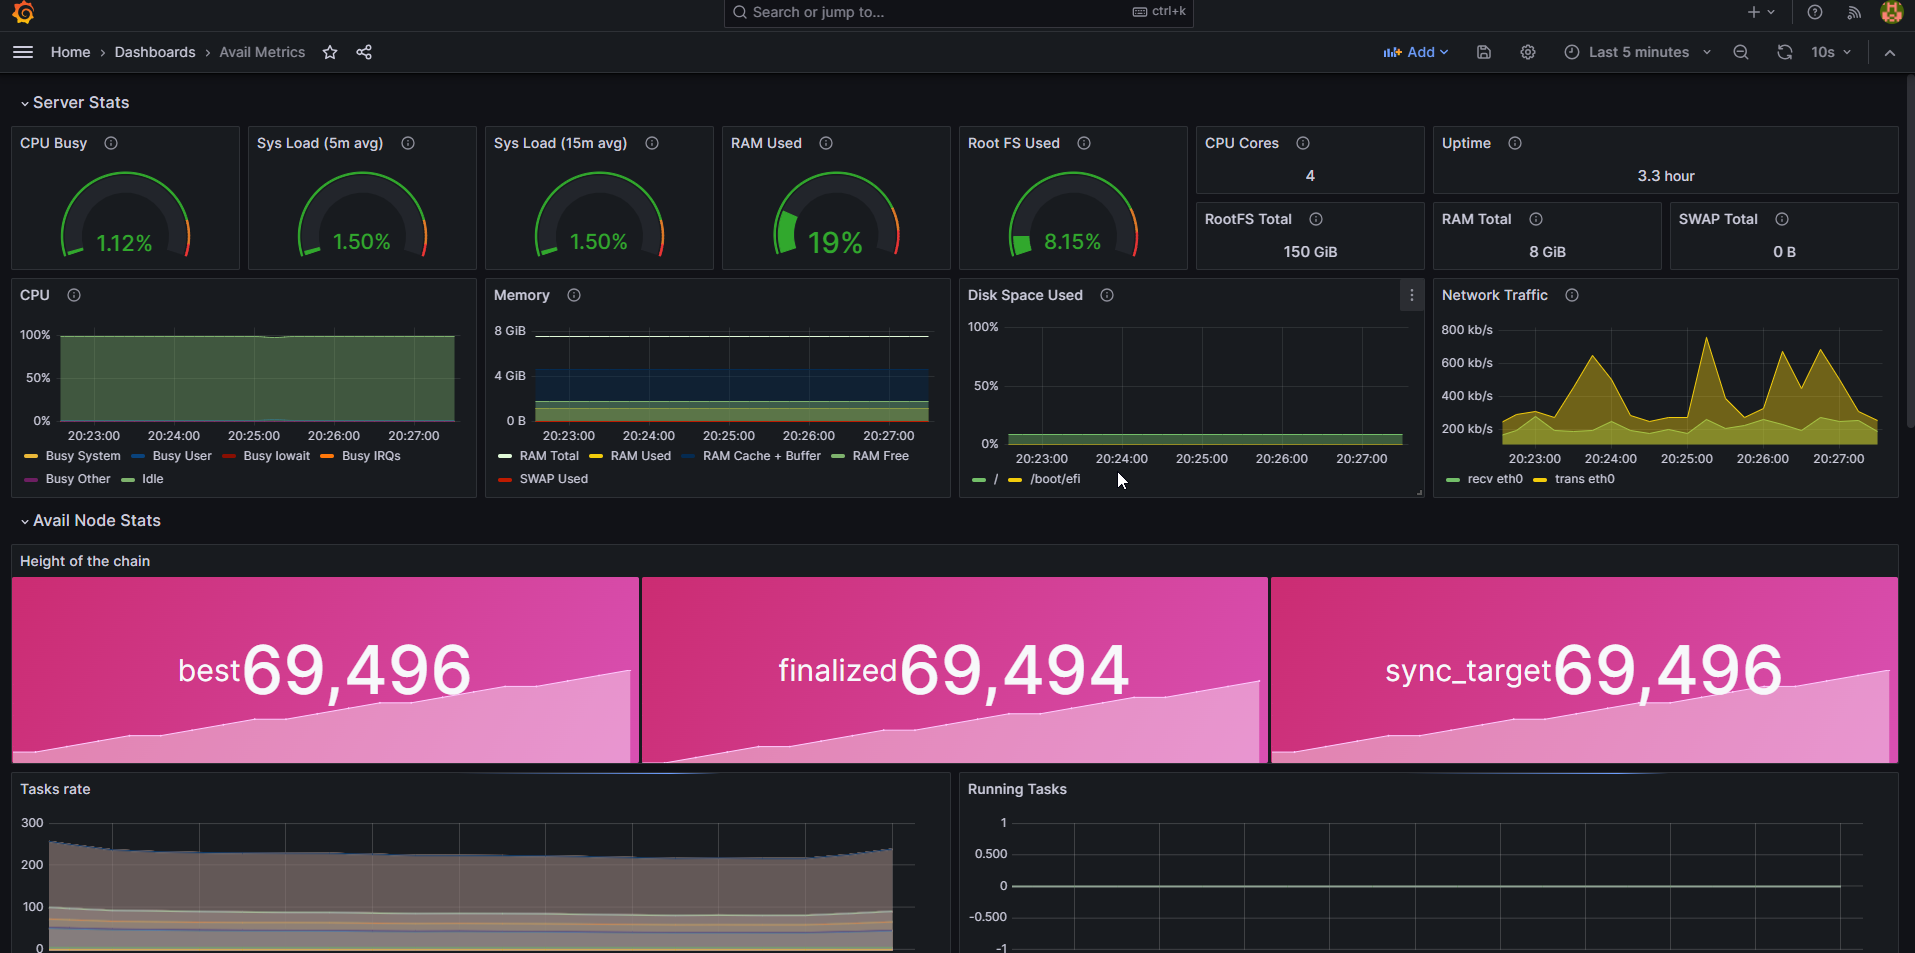 Search or jump to...
ctrl+k
Home › Dashboards › Avail Metrics
Add
Last 5 minutes
10s
Server Stats
CPU Busy
1.12%
Sys Load (5m avg)
1.50%
Sys Load (15m avg)
1.50%
RAM Used
19%
Root FS Used
8.15%
CPU Cores
4
Uptime
3.3 hour
RootFS Total
150 GiB
RAM Total
8 GiB
SWAP Total
0 B
CPU
100%
50%
0%
20:23:00 20:24:00 20:25:00 20:26:00 20:27:00
Busy System Busy User Busy Iowait Busy IRQs
Busy Other Idle
Memory
8 GiB
4 GiB
0 B
20:23:00 20:24:00 20:25:00 20:26:00 20:27:00
RAM Total RAM Used RAM Cache + Buffer RAM Free
SWAP Used
Disk Space Used
100%
50%
0%
20:23:00 20:24:00 20:25:00 20:26:00 20:27:00
/ /boot/efi
Network Traffic
800 kb/s
600 kb/s
400 kb/s
200 kb/s
20:23:00 20:24:00 20:25:00 20:26:00 20:27:00
recv eth0 trans eth0
Avail Node Stats
Height of the chain
best69,496
finalized69,494
sync_target69,496
Tasks rate
300
200
100
0
Running Tasks
1
0.500
0
-0.500
-1